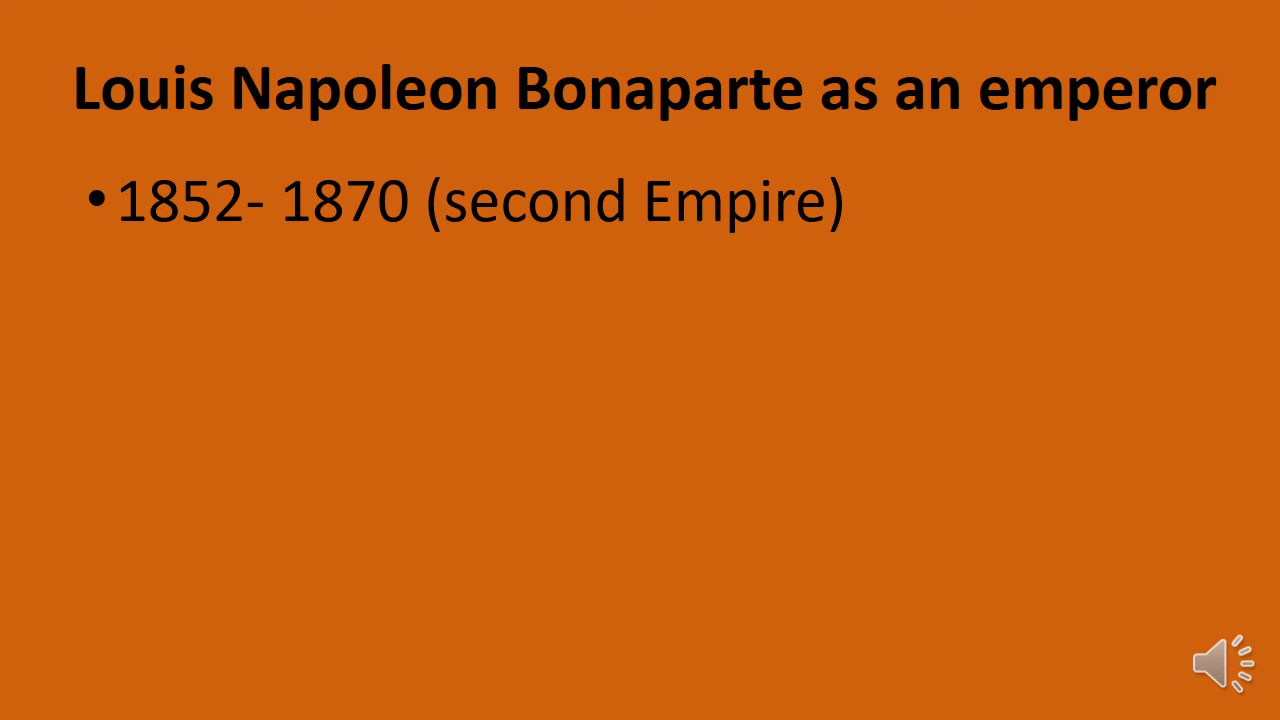 Louis Napoleon Bonaparte as an emperor
•1852- 1870 (second Empire)